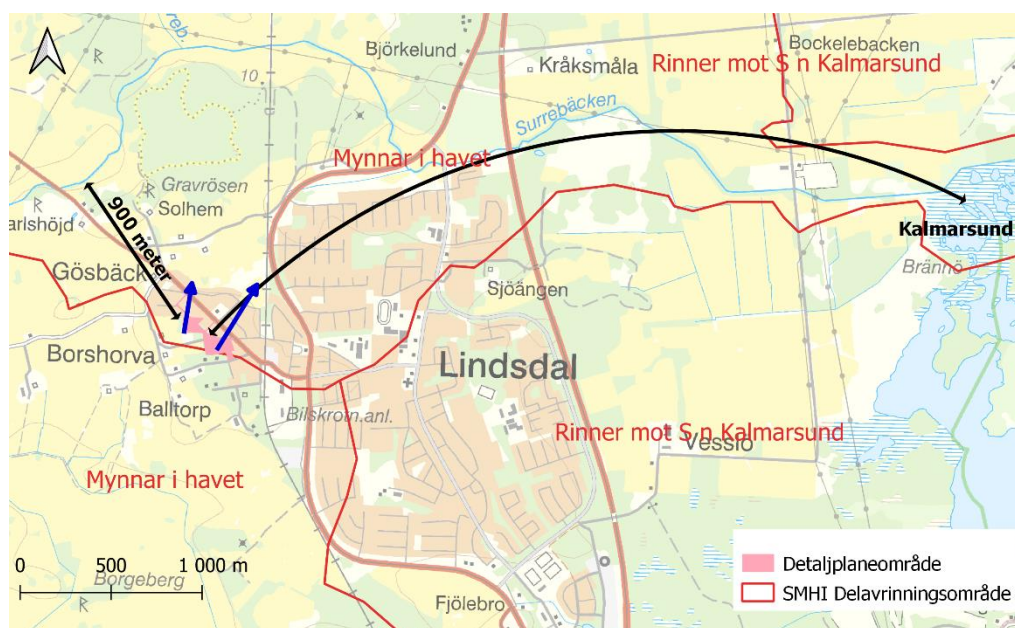 reb.
Björkelund
Bockelebacken
Kråksmåla
Rinner mot S n Kalmarsund
10
Surrebäcken
Mynnar i havet
Gravrösen
Solhem
arlshöjd
900 meter
Kalmarsund
Gösbäck
Brännö
Sjöängen
Borshorva
Lindsdal
Balltorp
Bilskrotn.anl.
Rinner mot S n Kalmarsund
Vesslö
Mynnar i havet
0 500 1 000 m
Borgeberg
Fjölebro
Detaljplaneområde
SMHI Delavrinningsområde